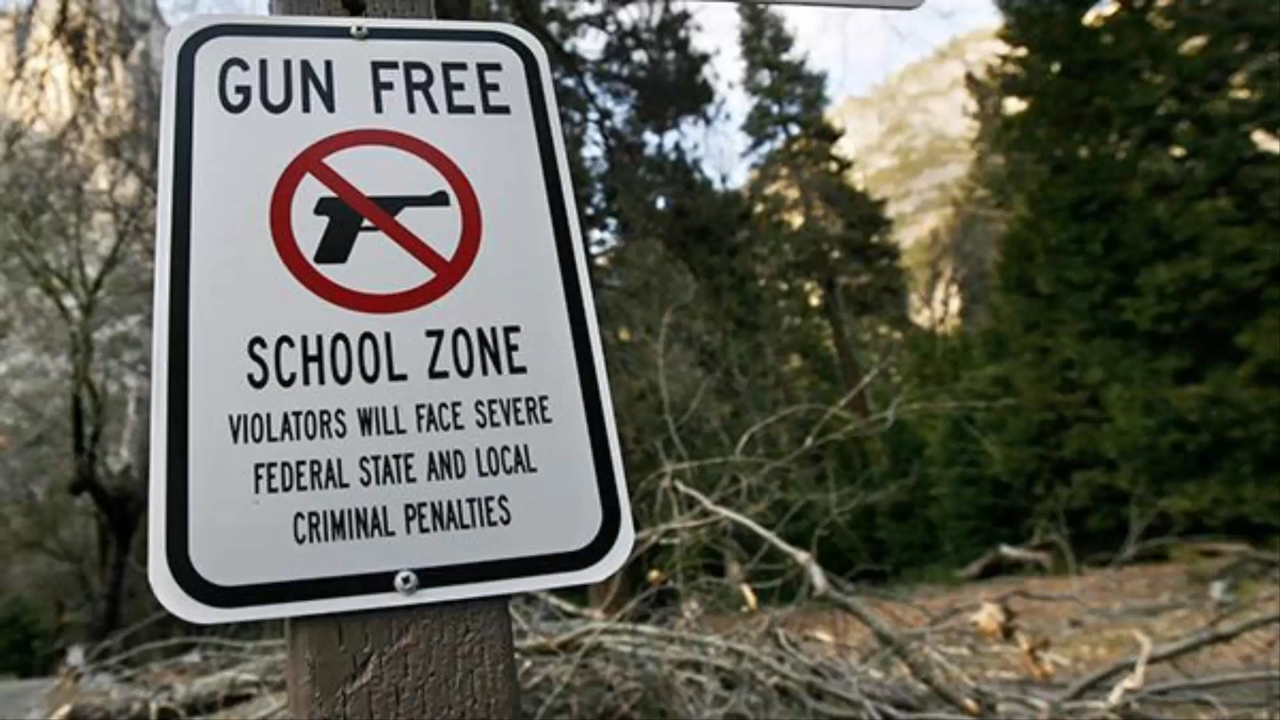 GUN FREE
SCHOOL ZONE
VIOLATORS WILL FACE SEVERE
FEDERAL STATE AND LOCAL
CRIMINAL PENALTIES